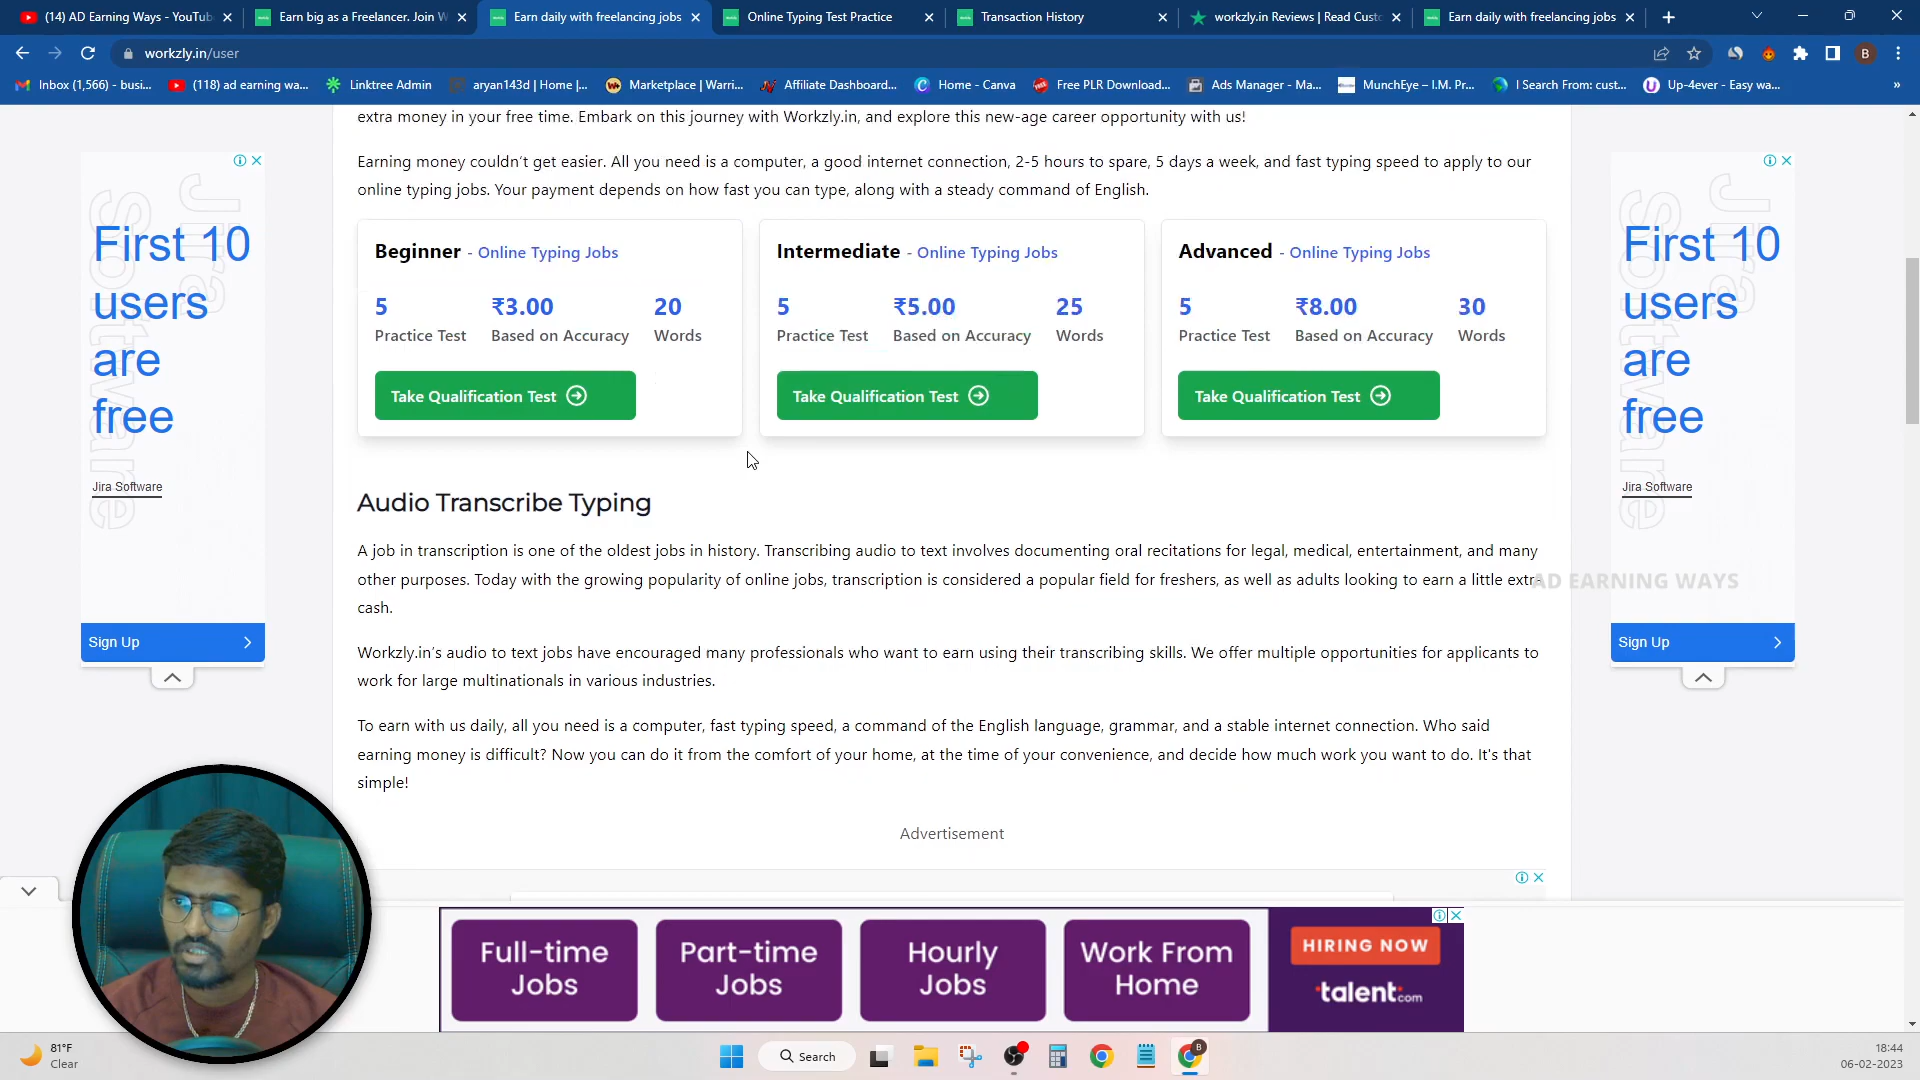 (14) AD Earning Ways - YouTub
Earn big as a Freelancer. Join W
Earn daily with freelancing jobs
Online Typing Test Practice
Transaction History
workzly.in Reviews | Read Custo
Earn daily with freelancing jobs
workzly.in/user
B
Inbox (1,566) - busi...
(118) ad earning wa...
Linktree Admin
aryan143d | Home |...
Marketplace | Warri...
Affiliate Dashboard...
Home - Canva
Free PLR Download...
Ads Manager - Ma...
MunchEye – I.M. Pr...
I Search From: cust...
Up-4ever - Easy wa...
extra money in your free time. Embark on this journey with Workzly.in, and explore this new-age career opportunity with us!
Earning money couldn't get easier. All you need is a computer, a good internet connection, 2-5 hours to spare, 5 days a week, and fast typing speed to apply to our
online typing jobs. Your payment depends on how fast you can type, along with a steady command of English.
Beginner - Online Typing Jobs
5 ₹3.00 20
Practice Test Based on Accuracy Words
Take Qualification Test
Intermediate - Online Typing Jobs
5 ₹5.00 25
Practice Test Based on Accuracy Words
Take Qualification Test
Advanced - Online Typing Jobs
5 ₹8.00 30
Practice Test Based on Accuracy Words
Take Qualification Test
Jira
Software
First 10
users
are
free
Jira Software
Sign Up
Jira
Software
First 10
users
are
free
Jira Software
Sign Up
Audio Transcribe Typing
A job in transcription is one of the oldest jobs in history. Transcribing audio to text involves documenting oral recitations for legal, medical, entertainment, and many
other purposes. Today with the growing popularity of online jobs, transcription is considered a popular field for freshers, as well as adults looking to earn a little extra
cash.
AD EARNING WAYS
Workzly.in's audio to text jobs have encouraged many professionals who want to earn using their transcribing skills. We offer multiple opportunities for applicants to
work for large multinationals in various industries.
To earn with us daily, all you need is a computer, fast typing speed, a command of the English language, grammar, and a stable internet connection. Who said
earning money is difficult? Now you can do it from the comfort of your home, at the time of your convenience, and decide how much work you want to do. It's that
simple!
Advertisement
Full-time
Jobs
Part-time
Jobs
Hourly
Jobs
Work From
Home
HIRING NOW
talent.com
81°F
Clear
Search
B
18:44
06-02-2023